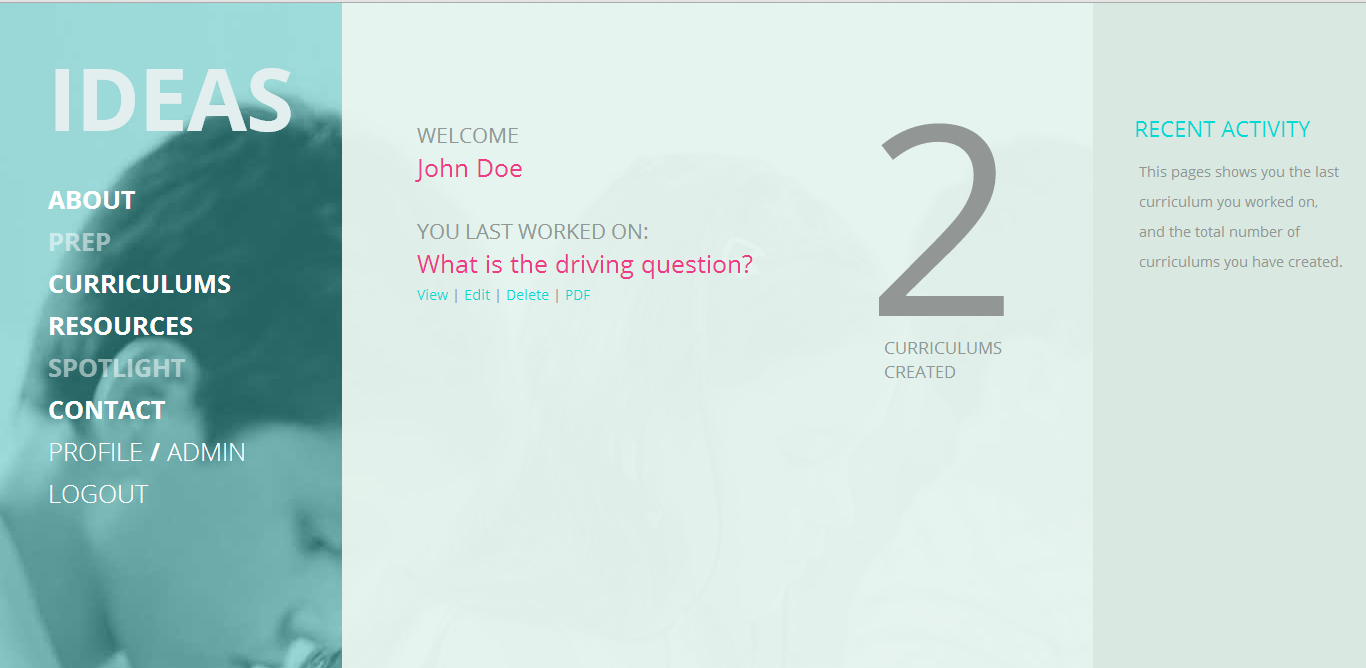 IDEAS
ABOUT
PREP
CURRICULUMS
RESOURCES
SPOTLIGHT
CONTACT
PROFILE / ADMIN
LOGOUT
WELCOME
John Doe
YOU LAST WORKED ON:
What is the driving question?
View | Edit | Delete | PDF
2
CURRICULUMS
CREATED
RECENT ACTIVITY
This pages shows you the last
curriculum you worked on,
and the total number of
curriculums you have created.